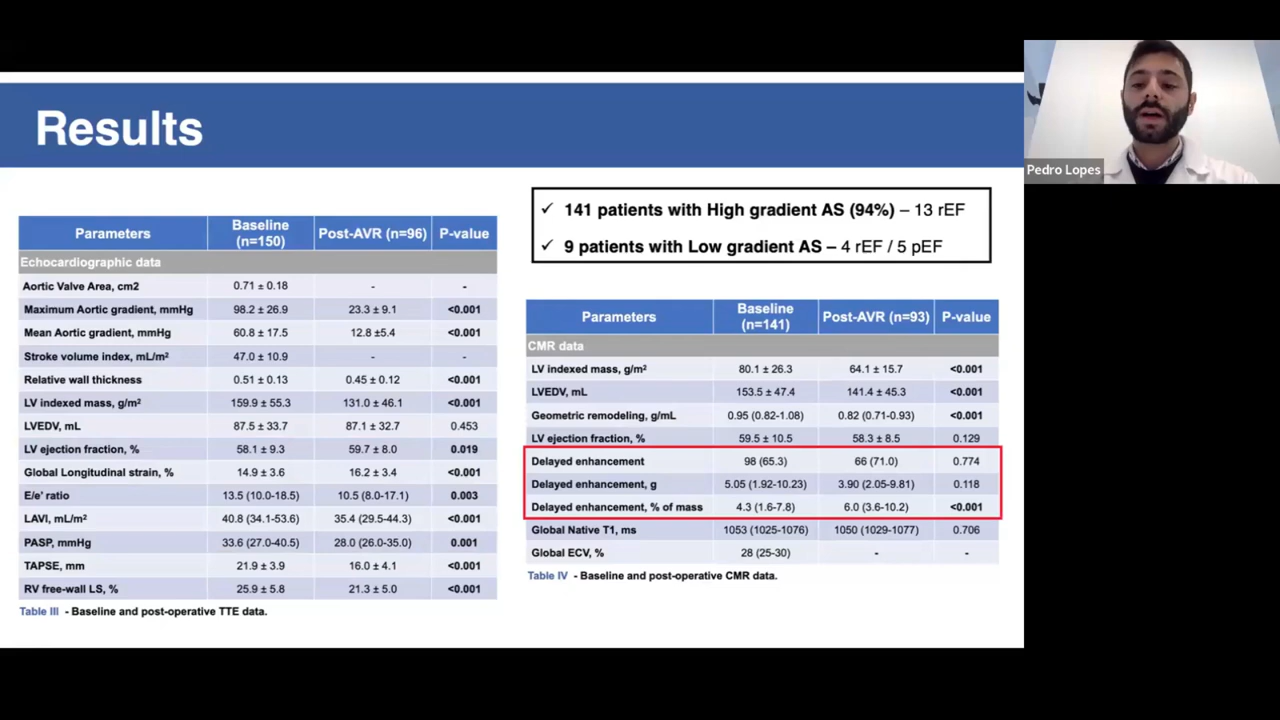 Results
Pedro Lopes
✓ 141 patients with High gradient AS (94%) – 13 rEF
✓ 9 patients with Low gradient AS – 4 rEF / 5 pEF
Parameters Baseline (n=150) Post-AVR (n=96) P-value
Echocardiographic data
Aortic Valve Area, cm2 0.71 ± 0.18 - -
Maximum Aortic gradient, mmHg 98.2 ± 26.9 23.3 ± 9.1 <0.001
Mean Aortic gradient, mmHg 60.8 ± 17.5 12.8 ±5.4 <0.001
Stroke volume index, mL/m² 47.0 ± 10.9 - -
Relative wall thickness 0.51 ± 0.13 0.45 ± 0.12 <0.001
LV indexed mass, g/m² 159.9 ± 55.3 131.0 ± 46.1 <0.001
LVEDV, mL 87.5 ± 33.7 87.1 ± 32.7 0.453
LV ejection fraction, % 58.1 ± 9.3 59.7 ± 8.0 0.019
Global Longitudinal strain, % 14.9 ± 3.6 16.2 ± 3.4 <0.001
E/e' ratio 13.5 (10.0-18.5) 10.5 (8.0-17.1) 0.003
LAVI, mL/m² 40.8 (34.1-53.6) 35.4 (29.5-44.3) <0.001
PASP, mmHg 33.6 (27.0-40.5) 28.0 (26.0-35.0) 0.001
TAPSE, mm 21.9 ± 3.9 16.0 ± 4.1 <0.001
RV free-wall LS, % 25.9 ± 5.8 21.3 ± 5.0 <0.001
Table III - Baseline and post-operative TTE data.
Parameters Baseline (n=141) Post-AVR (n=93) P-value
CMR data
LV indexed mass, g/m² 80.1 ± 26.3 64.1 ± 15.7 <0.001
LVEDV, mL 153.5 ± 47.4 141.4 ± 45.3 <0.001
Geometric remodeling, g/mL 0.95 (0.82-1.08) 0.82 (0.71-0.93) <0.001
LV ejection fraction, % 59.5 ± 10.5 58.3 ± 8.5 0.129
Delayed enhancement 98 (65.3) 66 (71.0) 0.774
Delayed enhancement, g 5.05 (1.92-10.23) 3.90 (2.05-9.81) 0.118
Delayed enhancement, % of mass 4.3 (1.6-7.8) 6.0 (3.6-10.2) <0.001
Global Native T1, ms 1053 (1025-1076) 1050 (1029-1077) 0.706
Global ECV, % 28 (25-30) - -
Table IV - Baseline and post-operative CMR data.